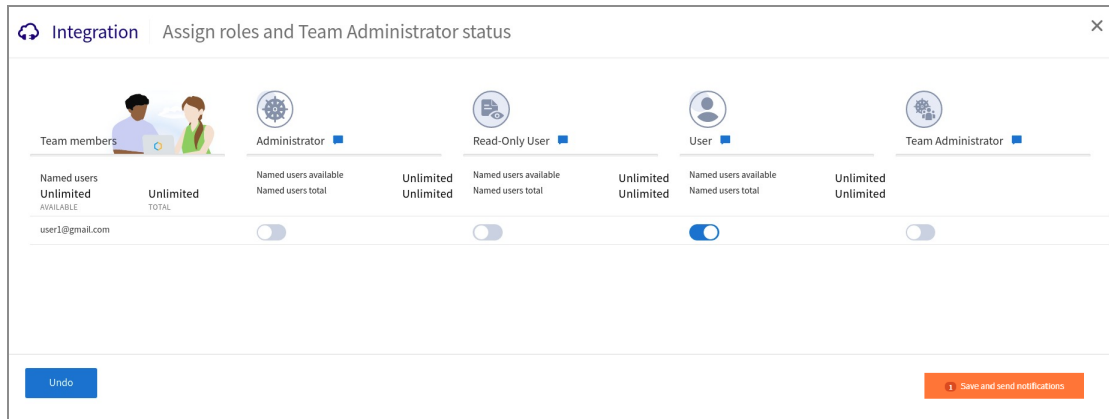 Integration Assign roles and Team Administrator status
Team members Administrator Read-Only User User Team Administrator
Named users
Unlimited Unlimited
AVAILABLE TOTAL
Named users available Unlimited
Named users total Unlimited
Named users available Unlimited
Named users total Unlimited
Named users available Unlimited
Named users total Unlimited
user1@gmail.com
Undo
1 Save and send notifications